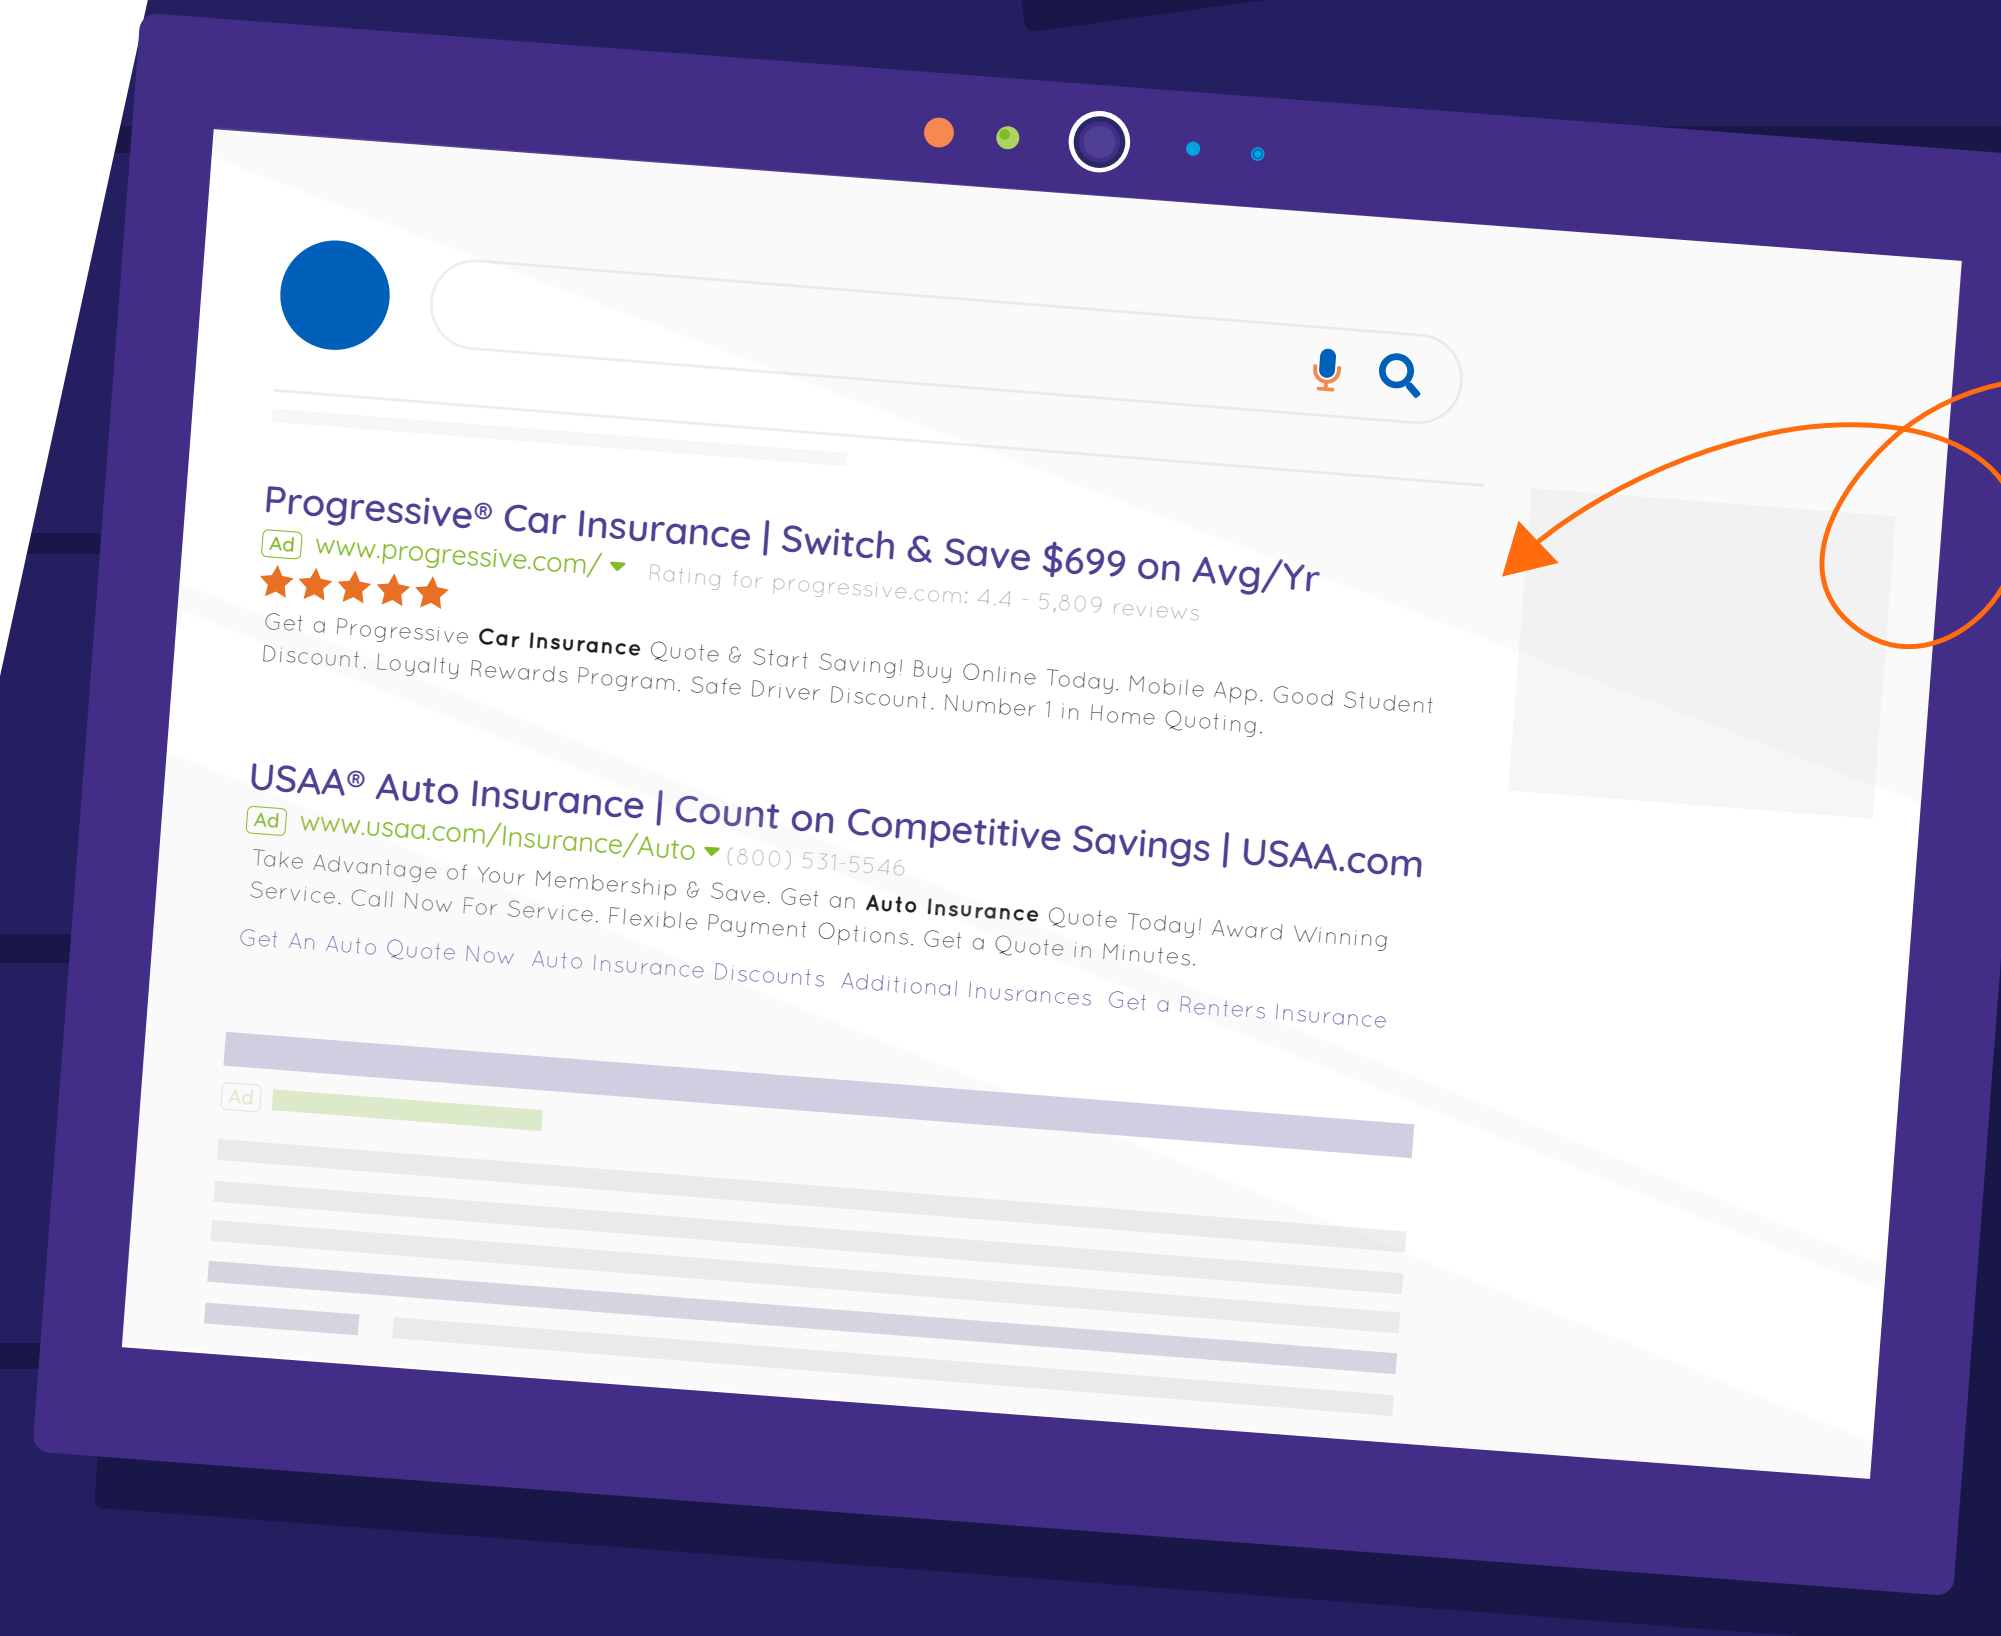 Progressive® Car Insurance | Switch & Save $699 on Avg/Yr
Ad www.progressive.com/
Rating for progressive.com: 4.4 - 5,809 reviews
Get a Progressive Car Insurance Quote & Start Saving! Buy Online Today. Mobile App. Good Student
Discount. Loyalty Rewards Program. Safe Driver Discount. Number 1 in Home Quoting.
USAA® Auto Insurance | Count on Competitive Savings | USAA.com
Ad www.usaa.com/Insurance/Auto (800) 531-5546
Take Advantage of Your Membership & Save. Get an Auto Insurance Quote Today! Award Winning
Service. Call Now For Service. Flexible Payment Options. Get a Quote in Minutes.
Get An Auto Quote Now Auto Insurance Discounts Additional Inusrances Get a Renters Insurance
Ad